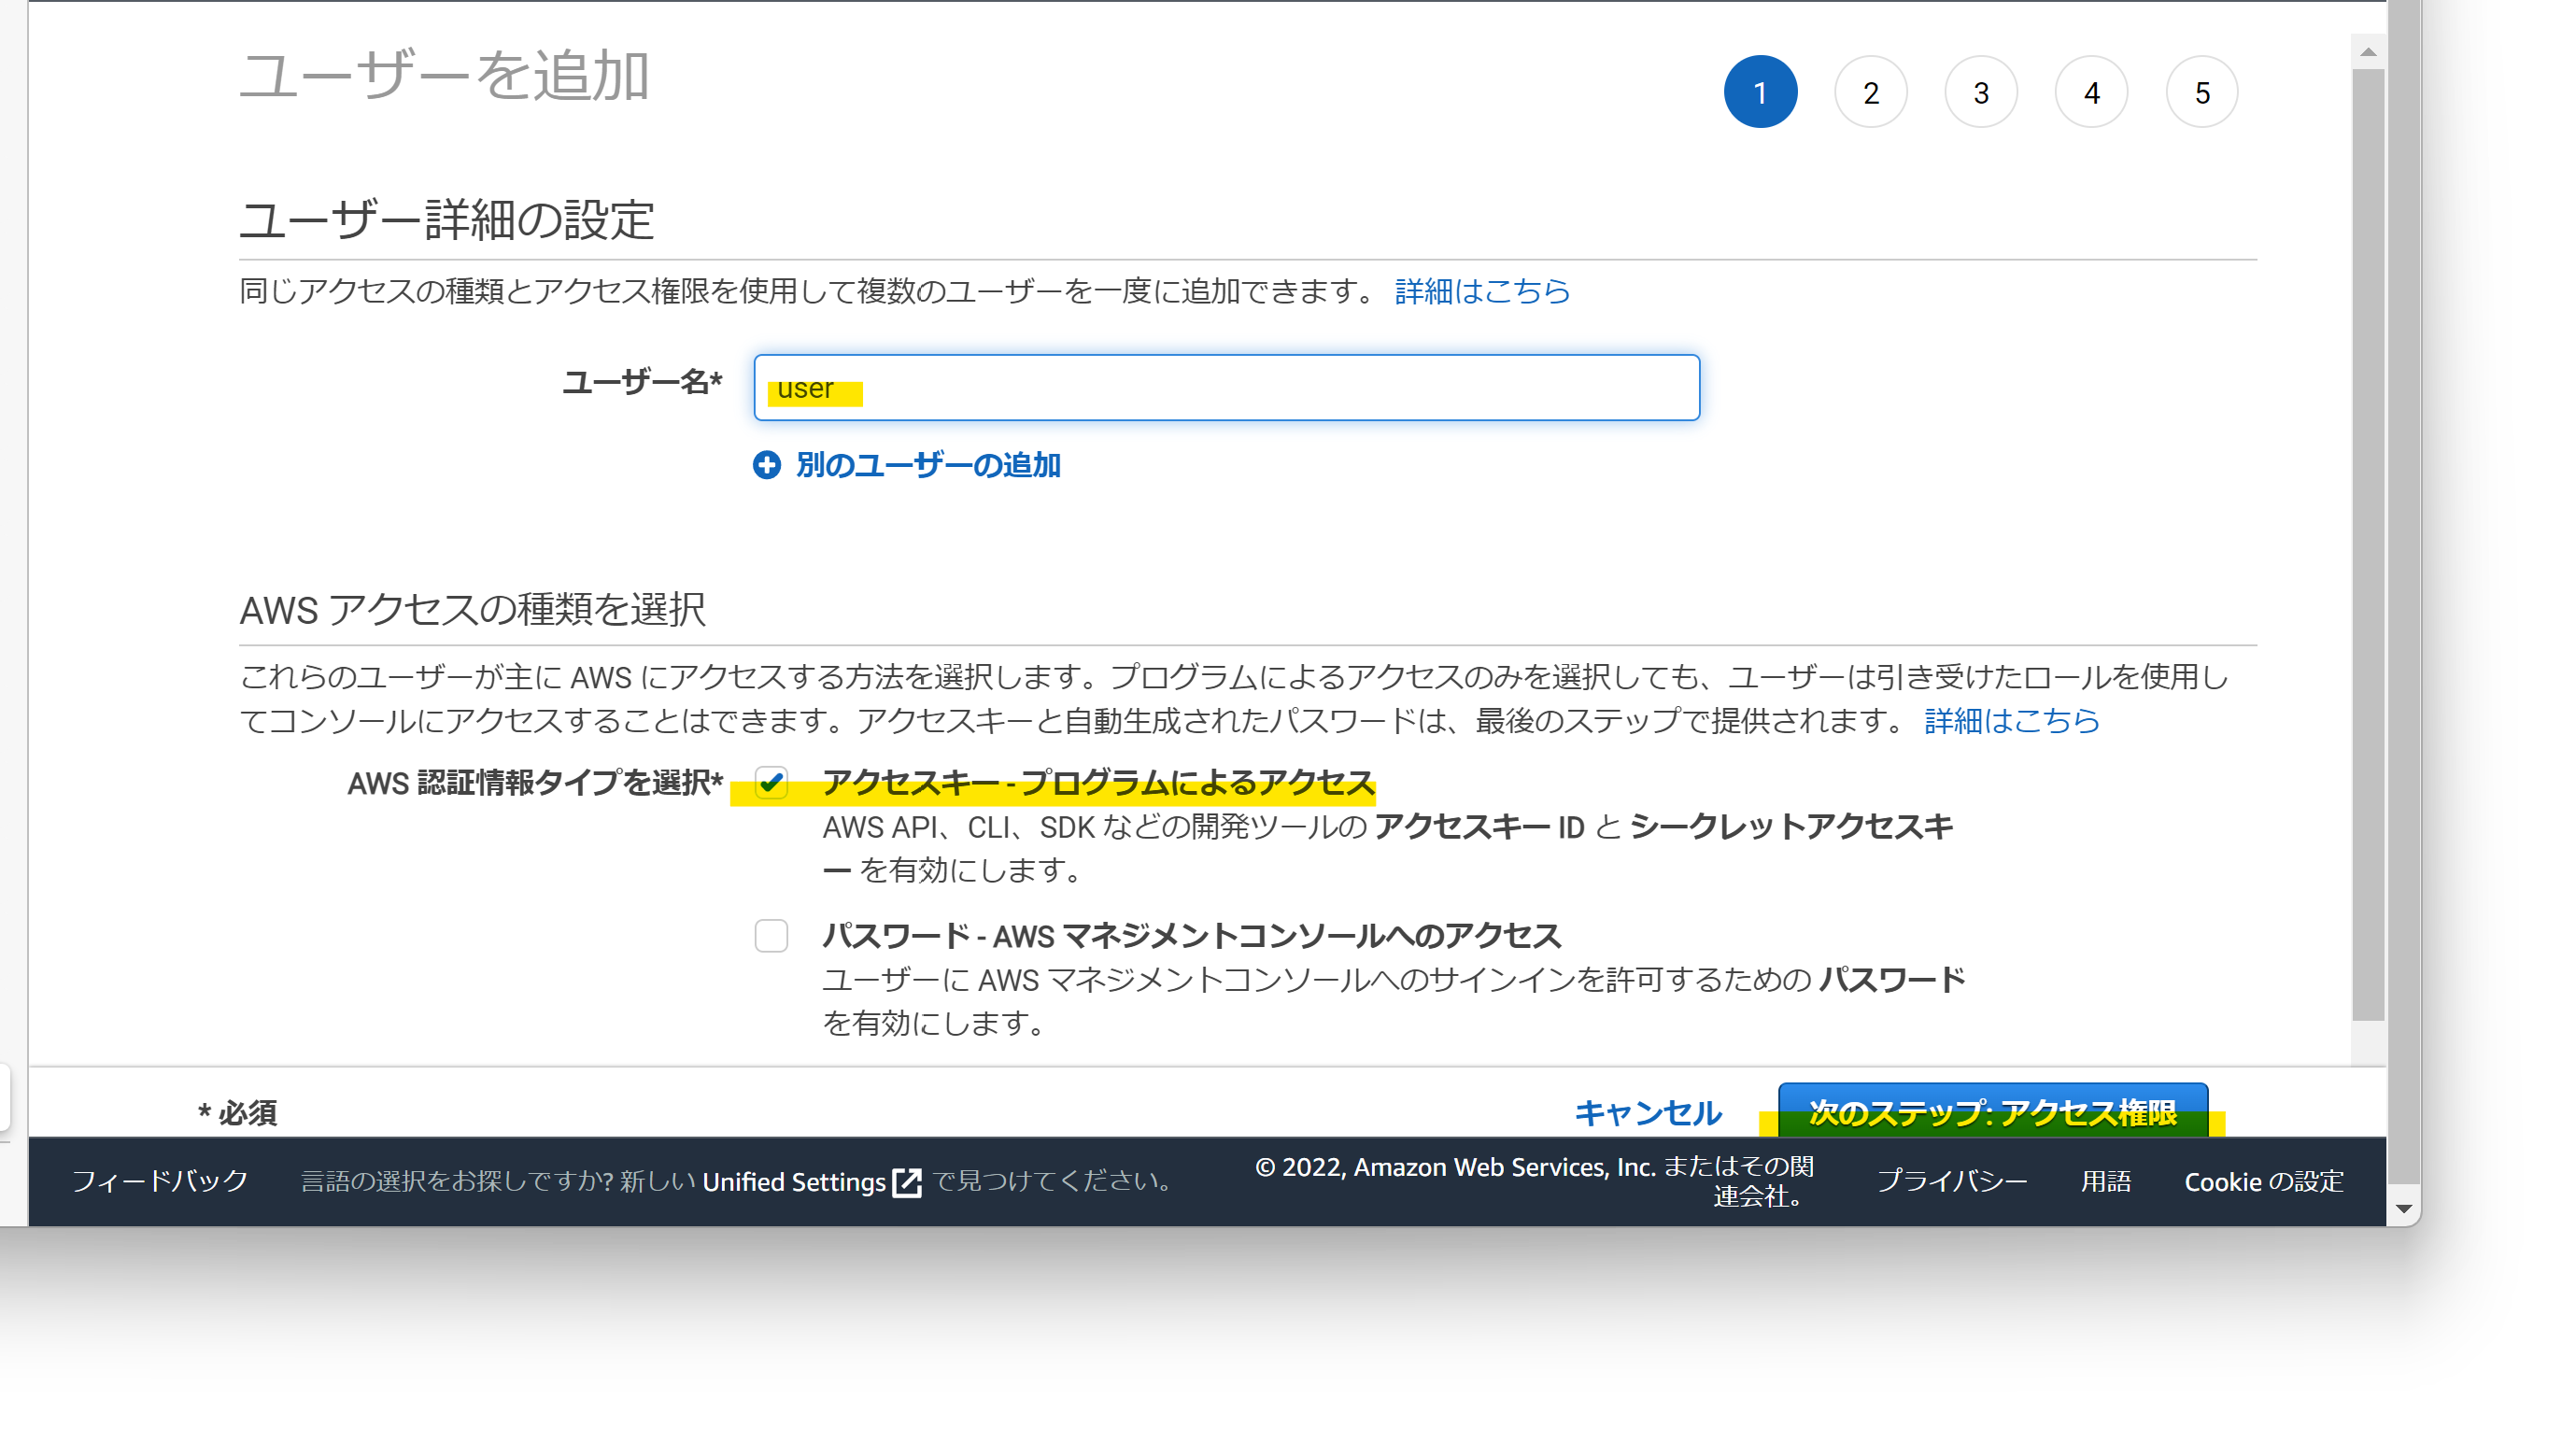 ユーザーを追加
1 2 3 4 5
ユーザー詳細の設定
同じアクセスの種類とアクセス権限を使用して複数のユーザーを一度に追加できます。 詳細はこちら
ユーザー名* user
別のユーザーの追加
AWS アクセスの種類を選択
これらのユーザーが主に AWS にアクセスする方法を選択します。プログラムによるアクセスのみを選択しても、ユーザーは引き受けたロールを使用し
てコンソールにアクセスすることはできます。アクセスキーと自動生成されたパスワードは、最後のステップで提供されます。 詳細はこちら
AWS 認証情報タイプを選択* アクセスキー - プログラムによるアクセス
AWS API、CLI、SDK などの開発ツールの アクセスキー ID と シークレットアクセスキ
ー を有効にします。
パスワード - AWS マネジメントコンソールへのアクセス
ユーザーに AWS マネジメントコンソールへのサインインを許可するための パスワード
を有効にします。
* 必須 キャンセル 次のステップ: アクセス権限
フィードバック 言語の選択をお探しですか? 新しい Unified Settings で見つけてください。 © 2022, Amazon Web Services, Inc. またはその関
連会社。 プライバシー 用語 Cookie の設定